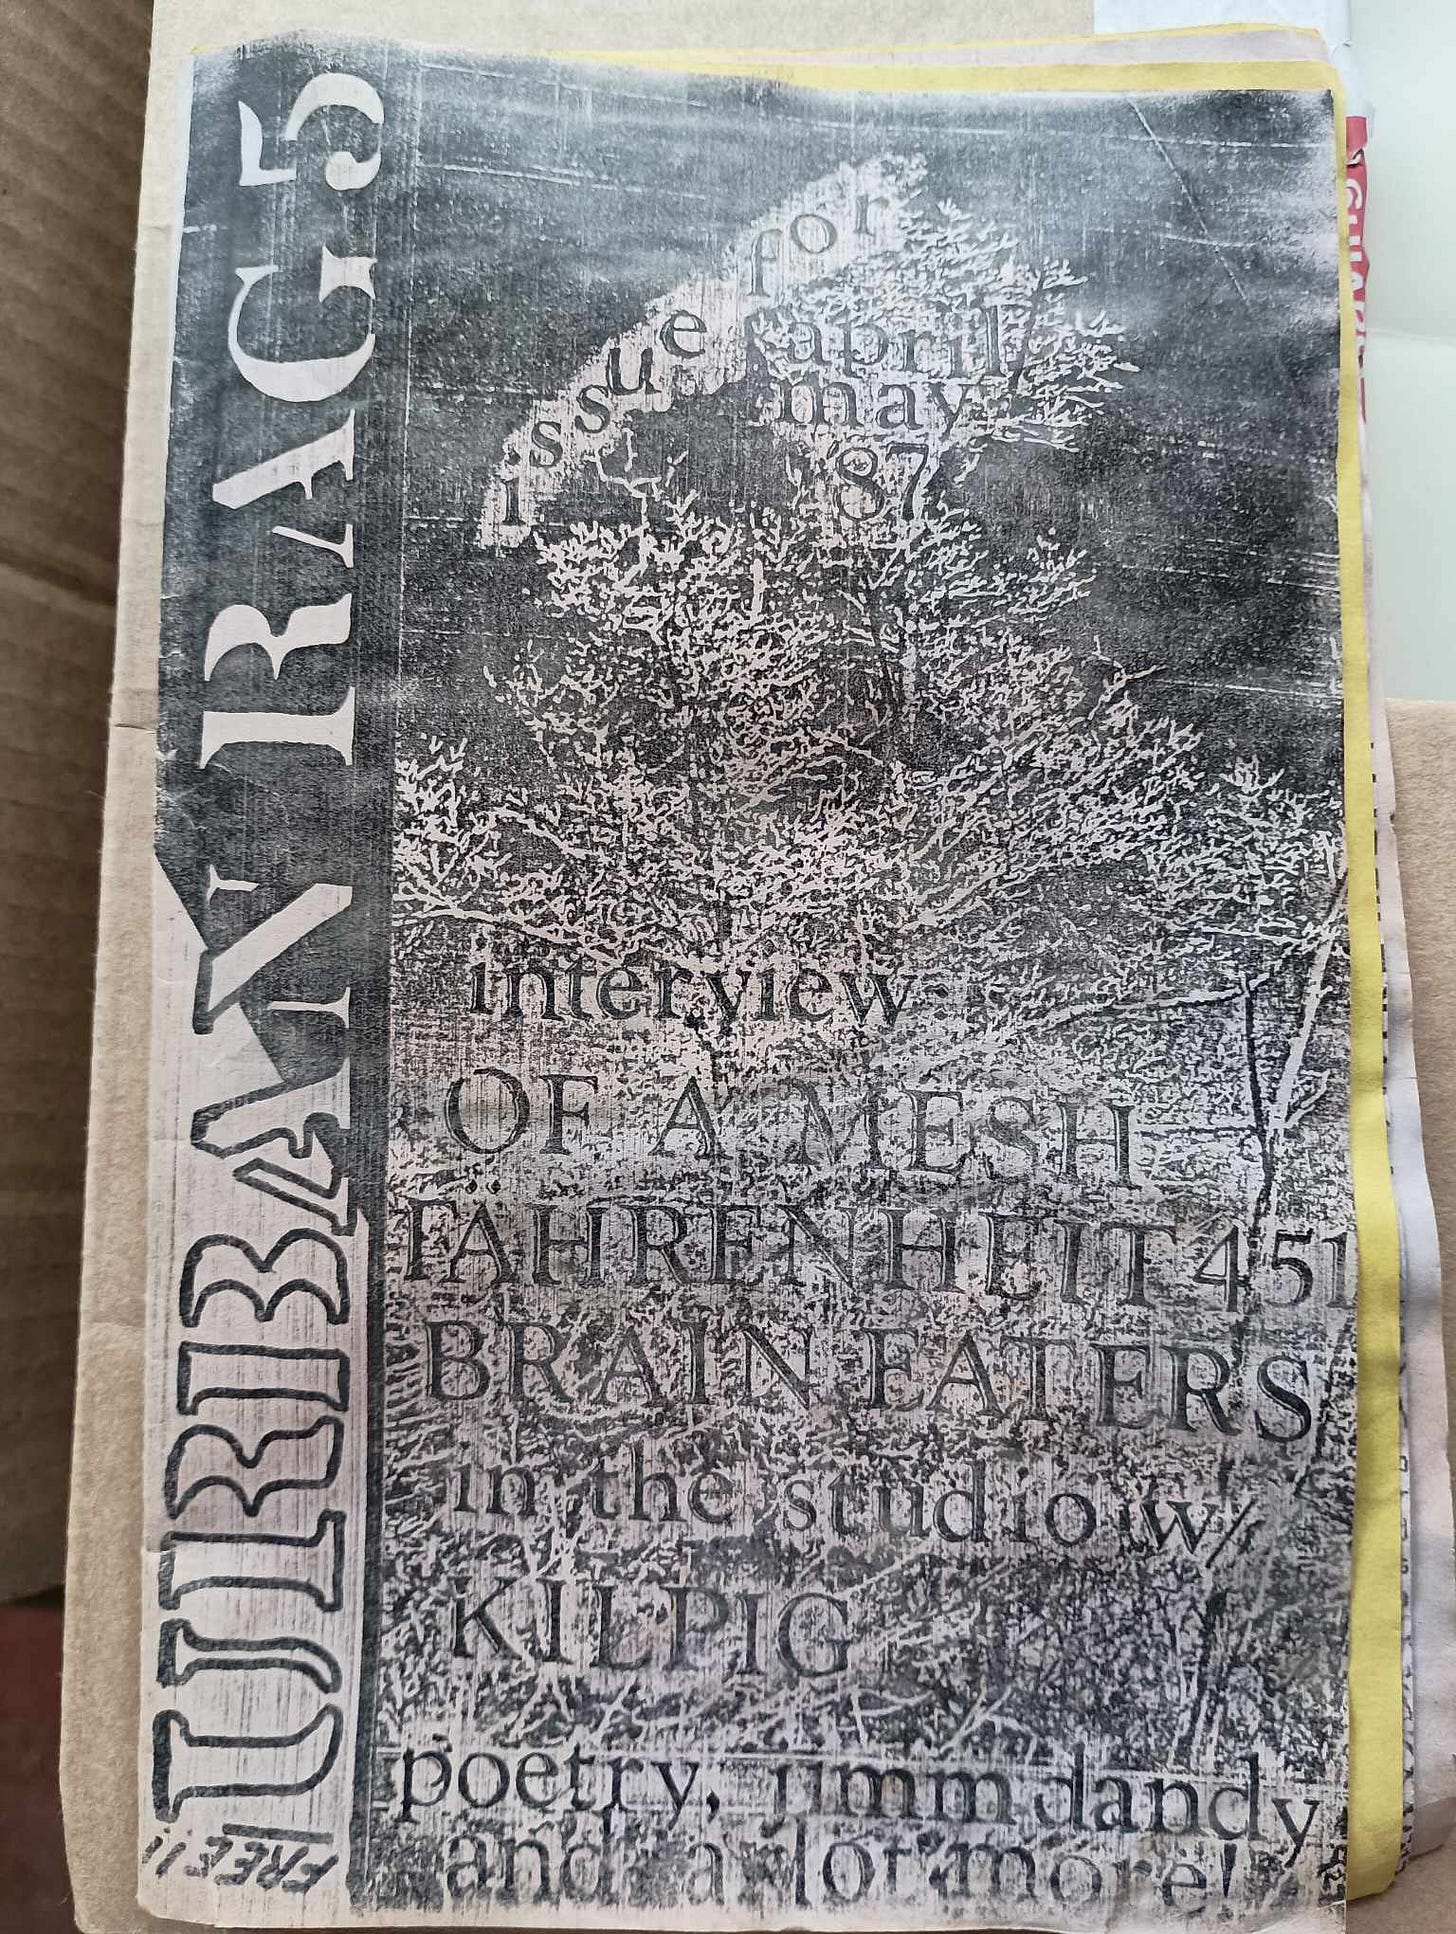 URBAN RAG 5
FREE!!
issue for
april
may
87
interview
OF A MESH
FAHRENHEIT 451
BRAIN EATERS
in the studio w/
KILPIG
poetry, jimm dandy
and a lot more!